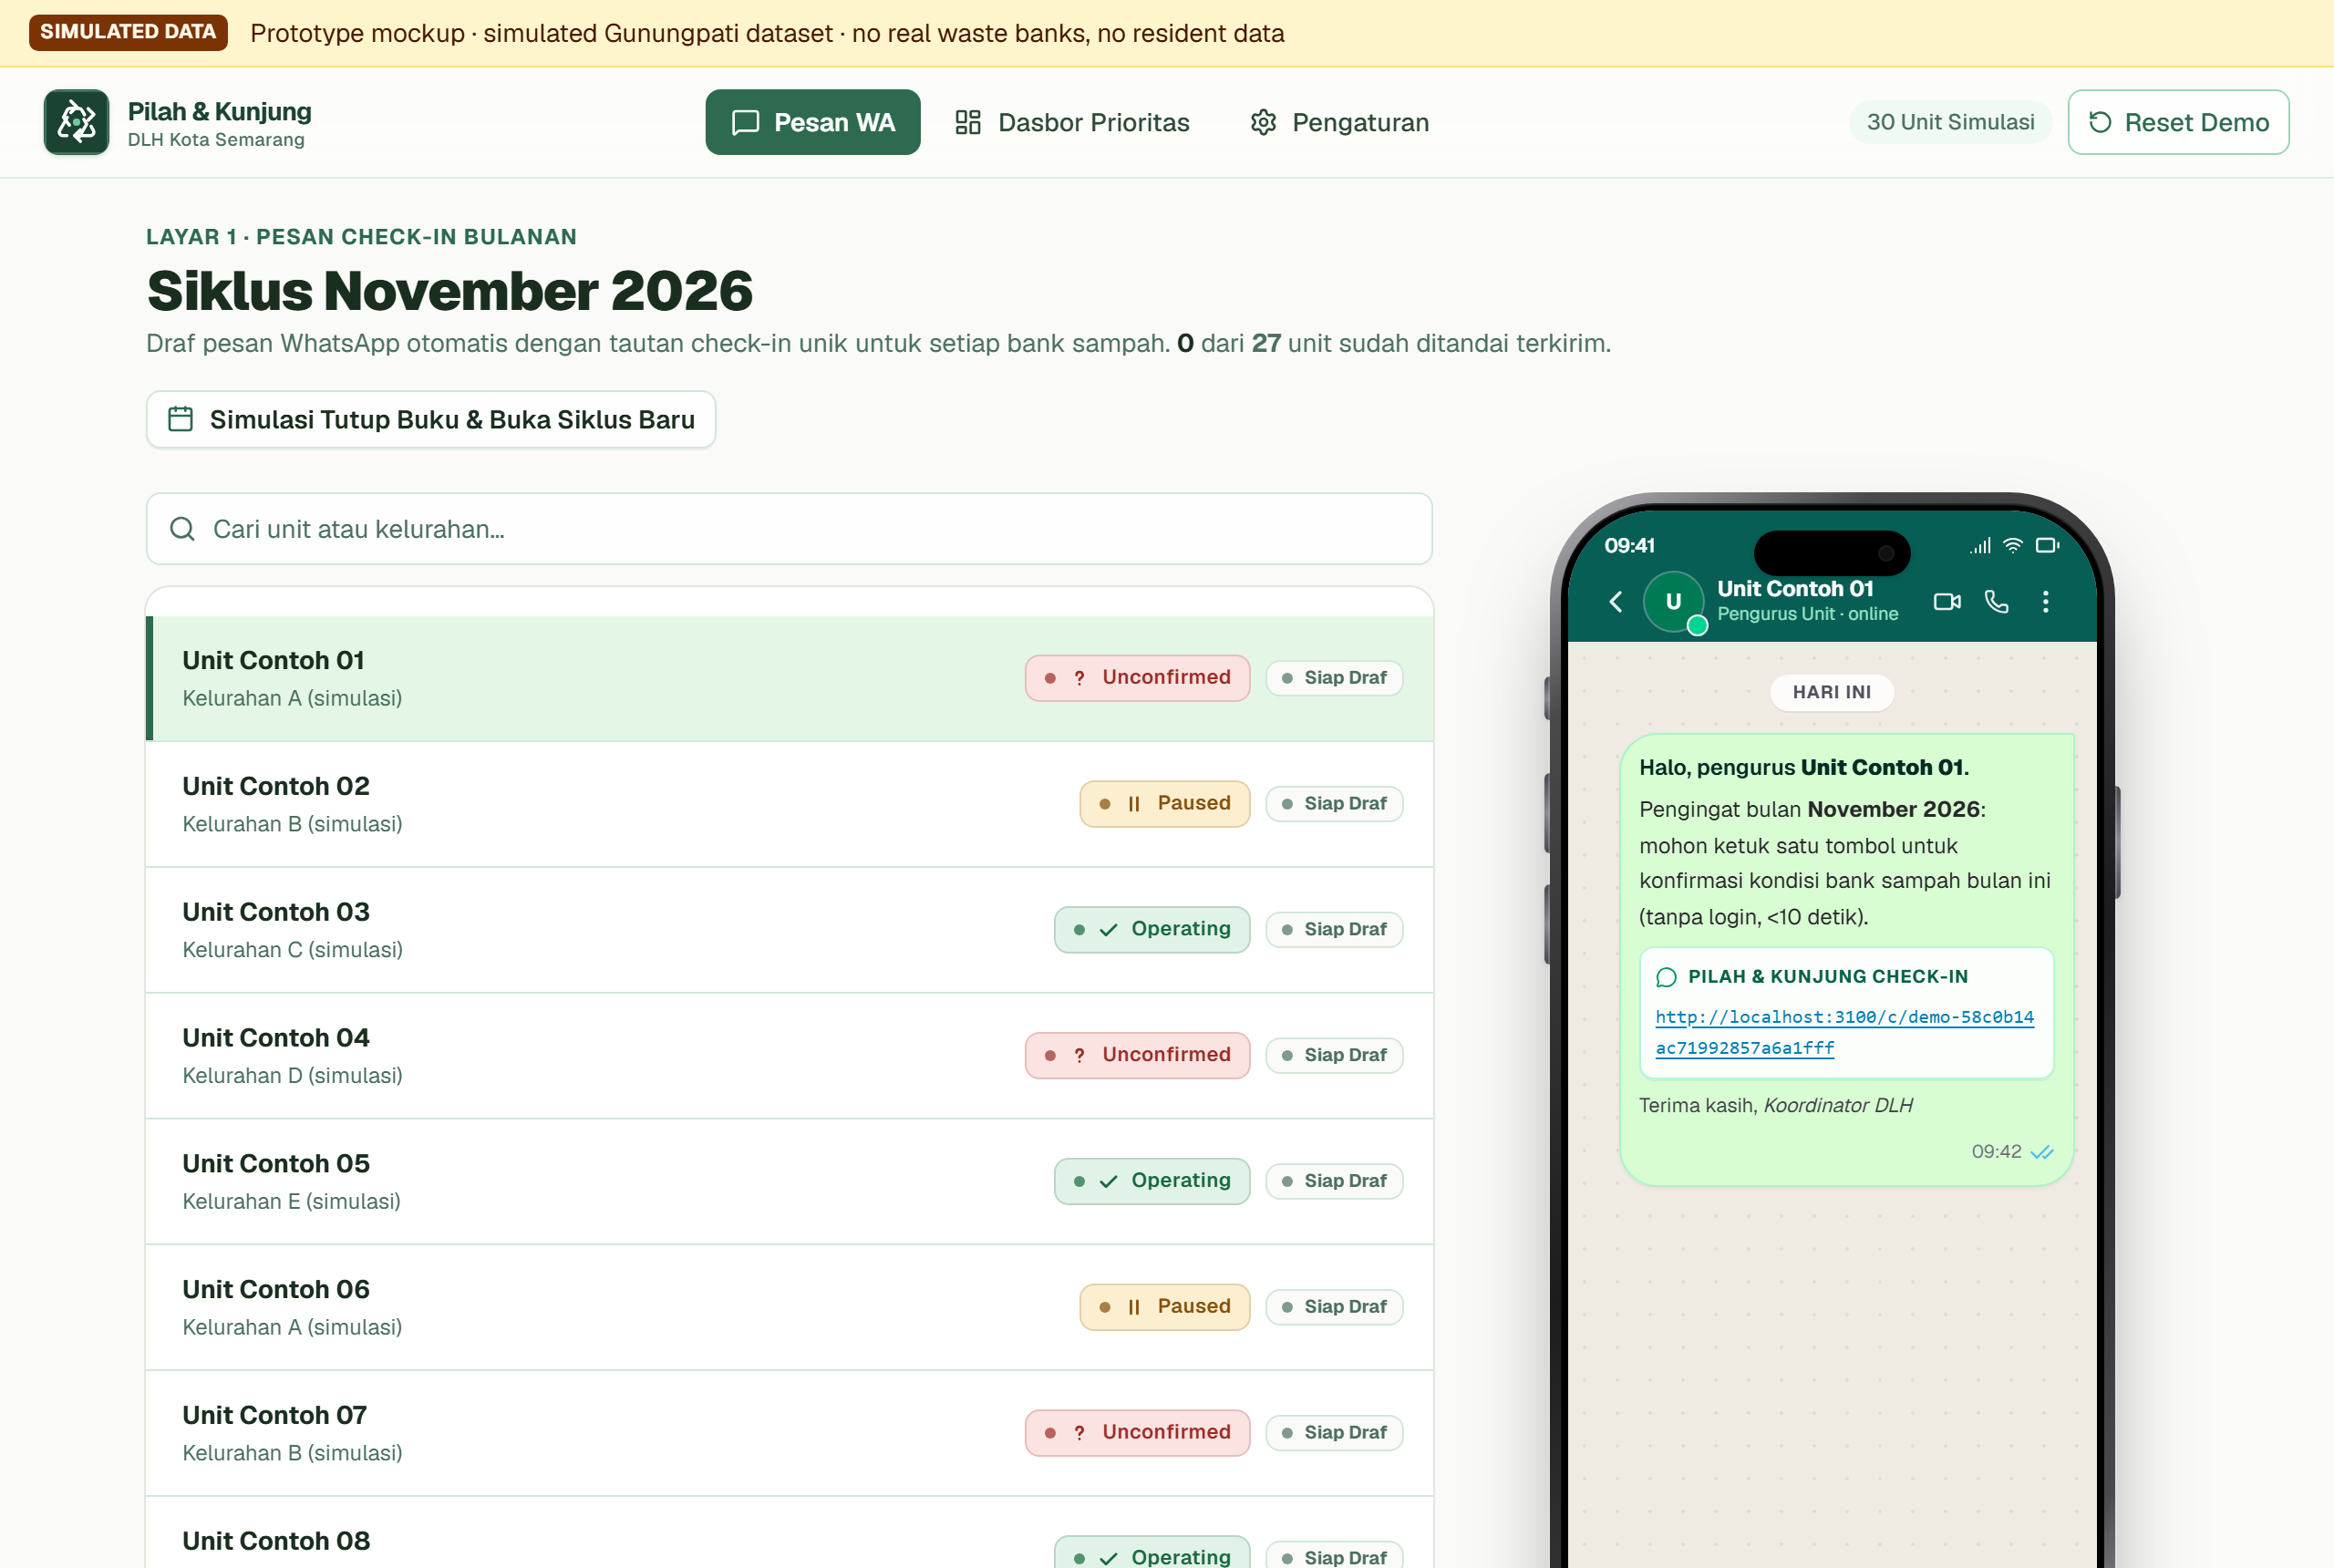 SIMULATED DATA Prototype mockup · simulated Gunungpati dataset · no real waste banks, no resident data
Pilah & Kunjung
DLH Kota Semarang
Pesan WA
Dasbor Prioritas
Pengaturan
30 Unit Simulasi
Reset Demo
LAYAR 1 · PESAN CHECK-IN BULANAN
Siklus November 2026
Draf pesan WhatsApp otomatis dengan tautan check-in unik untuk setiap bank sampah. 0 dari 27 unit sudah ditandai terkirim.
Simulasi Tutup Buku & Buka Siklus Baru
Cari unit atau kelurahan...
Unit Contoh 01
Kelurahan A (simulasi)
? Unconfirmed
Siap Draf
Unit Contoh 02
Kelurahan B (simulasi)
Paused
Siap Draf
Unit Contoh 03
Kelurahan C (simulasi)
Operating
Siap Draf
Unit Contoh 04
Kelurahan D (simulasi)
? Unconfirmed
Siap Draf
Unit Contoh 05
Kelurahan E (simulasi)
Operating
Siap Draf
Unit Contoh 06
Kelurahan A (simulasi)
Paused
Siap Draf
Unit Contoh 07
Kelurahan B (simulasi)
? Unconfirmed
Siap Draf
Unit Contoh 08
Operating
Siap Draf
09:41
U
Unit Contoh 01
Pengurus Unit · online
HARI INI
Halo, pengurus Unit Contoh 01.
Pengingat bulan November 2026:
mohon ketuk satu tombol untuk
konfirmasi kondisi bank sampah bulan ini
(tanpa login, <10 detik).
PILAH & KUNJUNG CHECK-IN
http://localhost:3100/c/demo-58c0b14
ac71992857a6a1fff
Terima kasih, Koordinator DLH
09:42